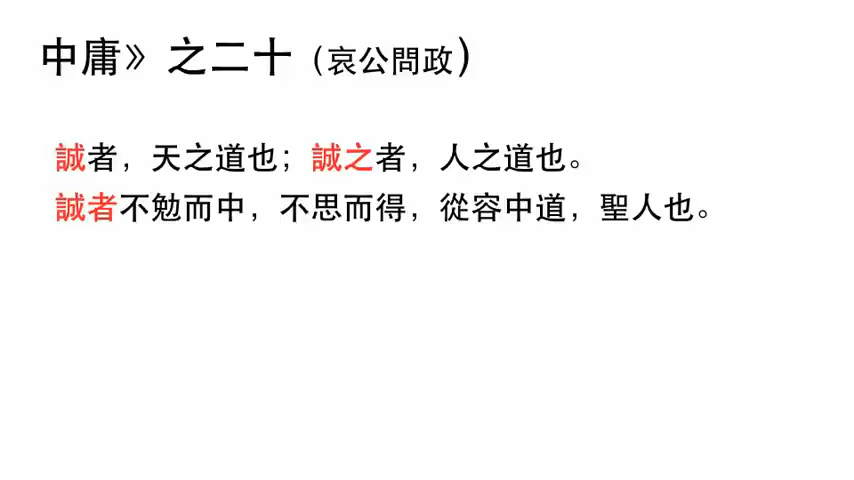 中庸》之二十（哀公問政）
誠者，天之道也；誠之者，人之道也。
誠者不勉而中，不思而得，從容中道，聖人也。